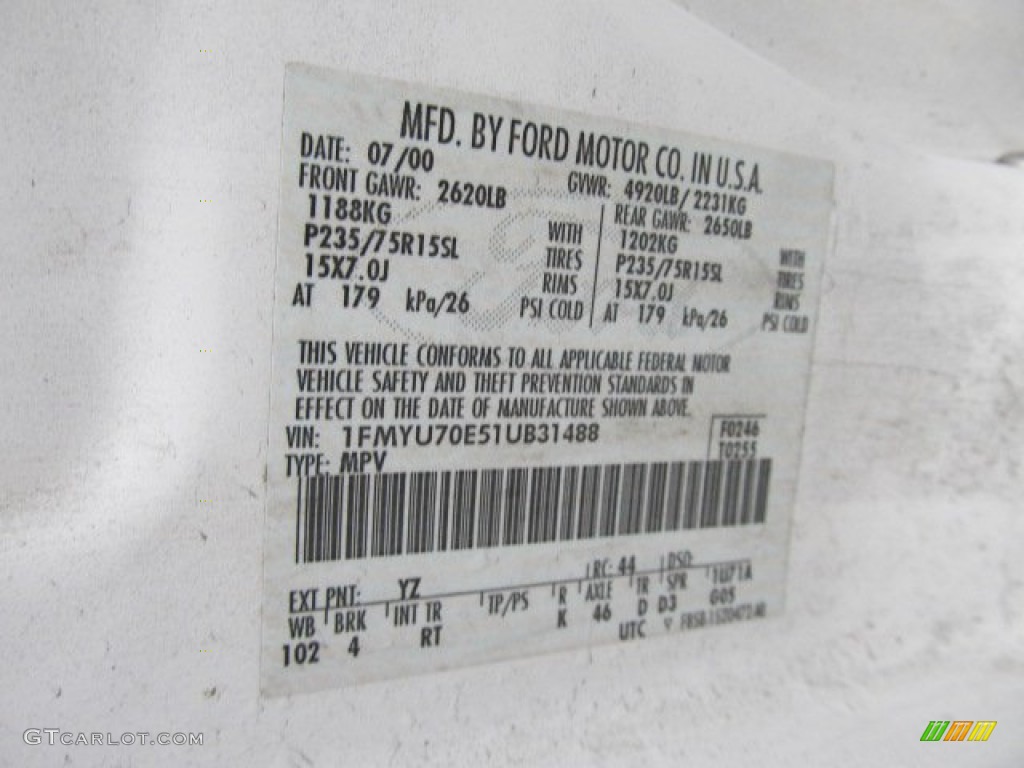 MFD. BY FORD MOTOR CO. IN U.S.A.
DATE: 07/00 GVWR: 4920LB/ 2231KG
FRONT GAWR: 2620LB REAR GAWR: 2650LB
1188KG WITH 1202KG WITH
P235/75R15SL TIRES P235/75R15SL TIRES
15X7.0J RIMS 15X7.0J RIMS
AT 179 kPa/26 PSI COLD AT 179 kPa/26 PSI COLD
THIS VEHICLE CONFORMS TO ALL APPLICABLE FEDERAL MOTOR
VEHICLE SAFETY AND THEFT PREVENTION STANDARDS IN
EFFECT ON THE DATE OF MANUFACTURE SHOWN ABOVE.
VIN: 1FMYU70E51UB31488 F0246
TYPE: MPV T0255
EXT PNT: YZ RC: 44 DSO:
WB BRK INT TR TP/PS R AXLE TR SPR
102 4 RT K 46 D D3 G05
UTC
GTCARLOT.COM